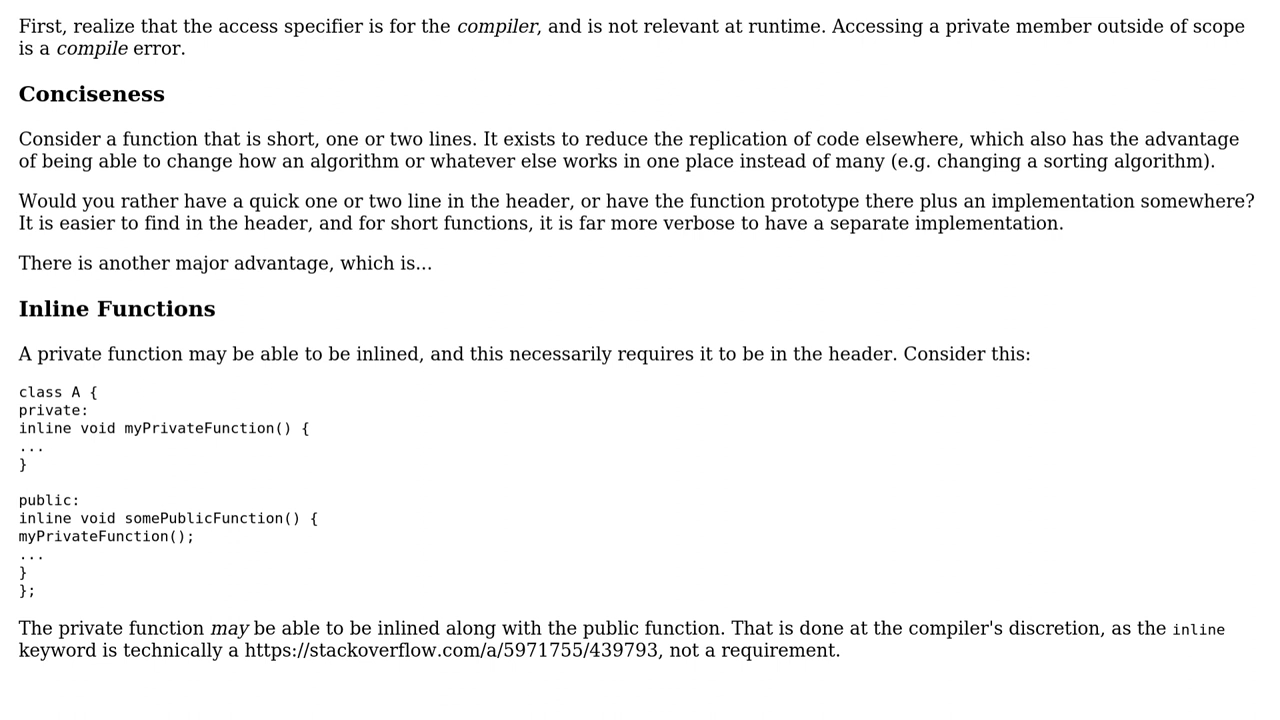 First, realize that the access specifier is for the compiler, and is not relevant at runtime. Accessing a private member outside of scope
is a compile error.
Conciseness
Consider a function that is short, one or two lines. It exists to reduce the replication of code elsewhere, which also has the advantage
of being able to change how an algorithm or whatever else works in one place instead of many (e.g. changing a sorting algorithm).
Would you rather have a quick one or two line in the header, or have the function prototype there plus an implementation somewhere?
It is easier to find in the header, and for short functions, it is far more verbose to have a separate implementation.
There is another major advantage, which is...
Inline Functions
A private function may be able to be inlined, and this necessarily requires it to be in the header. Consider this:
class A {
private:
inline void myPrivateFunction() {
...
}
public:
inline void somePublicFunction() {
myPrivateFunction();
...
}
};
The private function may be able to be inlined along with the public function. That is done at the compiler's discretion, as the inline
keyword is technically a https://stackoverflow.com/a/5971755/439793, not a requirement.